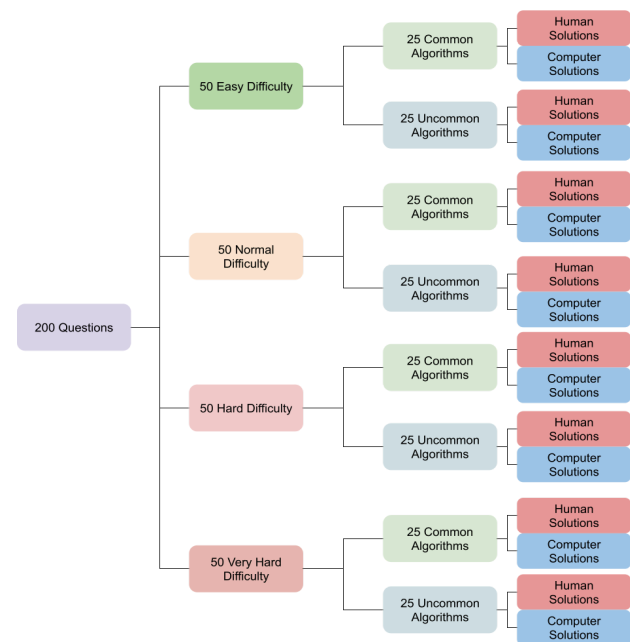 200 Questions
50 Easy Difficulty
25 Common
Algorithms
Human
Solutions
Computer
Solutions
25 Uncommon
Algorithms
Human
Solutions
Computer
Solutions
50 Normal
Difficulty
25 Common
Algorithms
Human
Solutions
Computer
Solutions
25 Uncommon
Algorithms
Human
Solutions
Computer
Solutions
50 Hard Difficulty
25 Common
Algorithms
Human
Solutions
Computer
Solutions
25 Uncommon
Algorithms
Human
Solutions
Computer
Solutions
50 Very Hard
Difficulty
25 Common
Algorithms
Human
Solutions
Computer
Solutions
25 Uncommon
Algorithms
Human
Solutions
Computer
Solutions